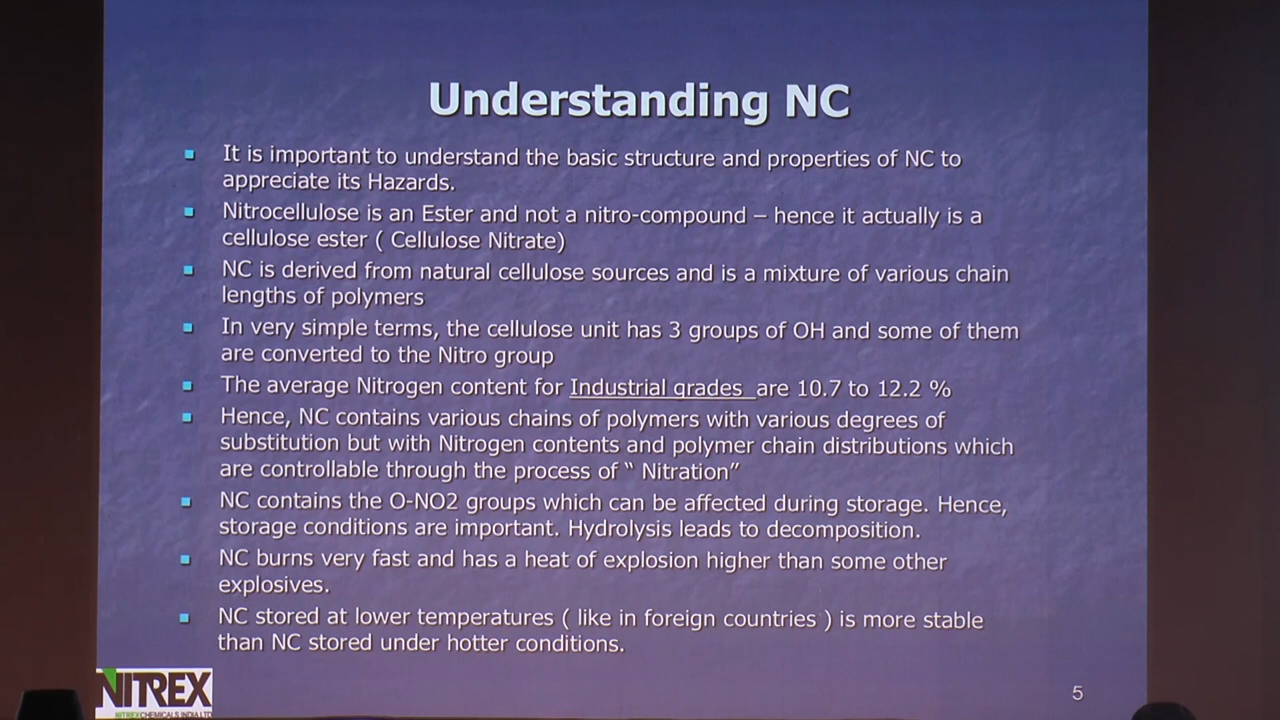 Understanding NC
It is important to understand the basic structure and properties of NC to
appreciate its Hazards.
Nitrocellulose is an Ester and not a nitro-compound – hence it actually is a
cellulose ester ( Cellulose Nitrate)
NC is derived from natural cellulose sources and is a mixture of various chain
lengths of polymers
In very simple terms, the cellulose unit has 3 groups of OH and some of them
are converted to the Nitro group
The average Nitrogen content for Industrial grades are 10.7 to 12.2 %
Hence, NC contains various chains of polymers with various degrees of
substitution but with Nitrogen contents and polymer chain distributions which
are controllable through the process of “ Nitration”
NC contains the O-NO2 groups which can be affected during storage. Hence,
storage conditions are important. Hydrolysis leads to decomposition.
NC burns very fast and has a heat of explosion higher than some other
explosives.
NC stored at lower temperatures ( like in foreign countries ) is more stable
than NC stored under hotter conditions.
NITREX
NITREX CHEMICALS INDIA LTD
5